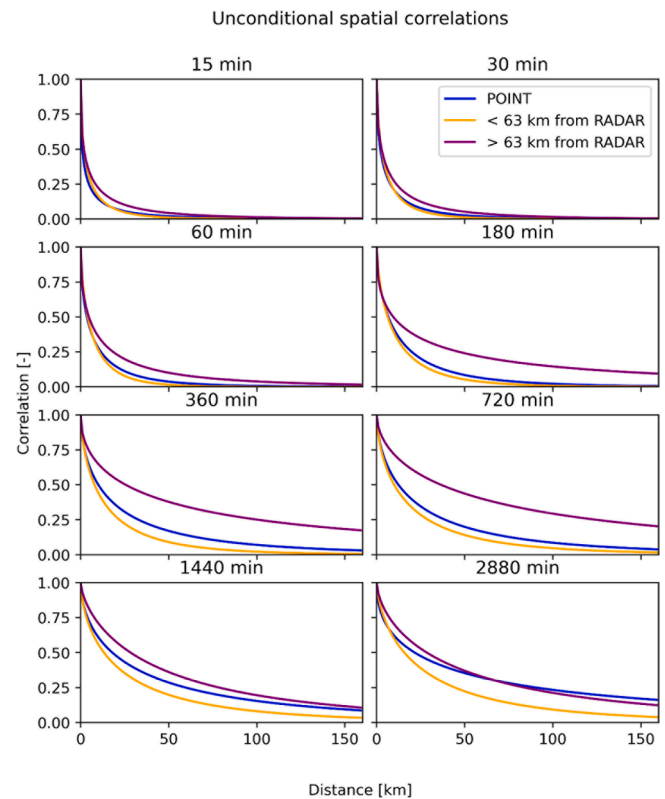 Unconditional spatial correlations
15 min
30 min
1.00
0.75
0.50
0.25
0.00
POINT
< 63 km from RADAR
> 63 km from RADAR
60 min
180 min
1.00
0.75
0.50
0.25
0.00
360 min
720 min
1.00
0.75
0.50
0.25
0.00
1440 min
2880 min
1.00
0.75
0.50
0.25
0.00
0 50 100 150
0 50 100 150
Correlation [-]
Distance [km]